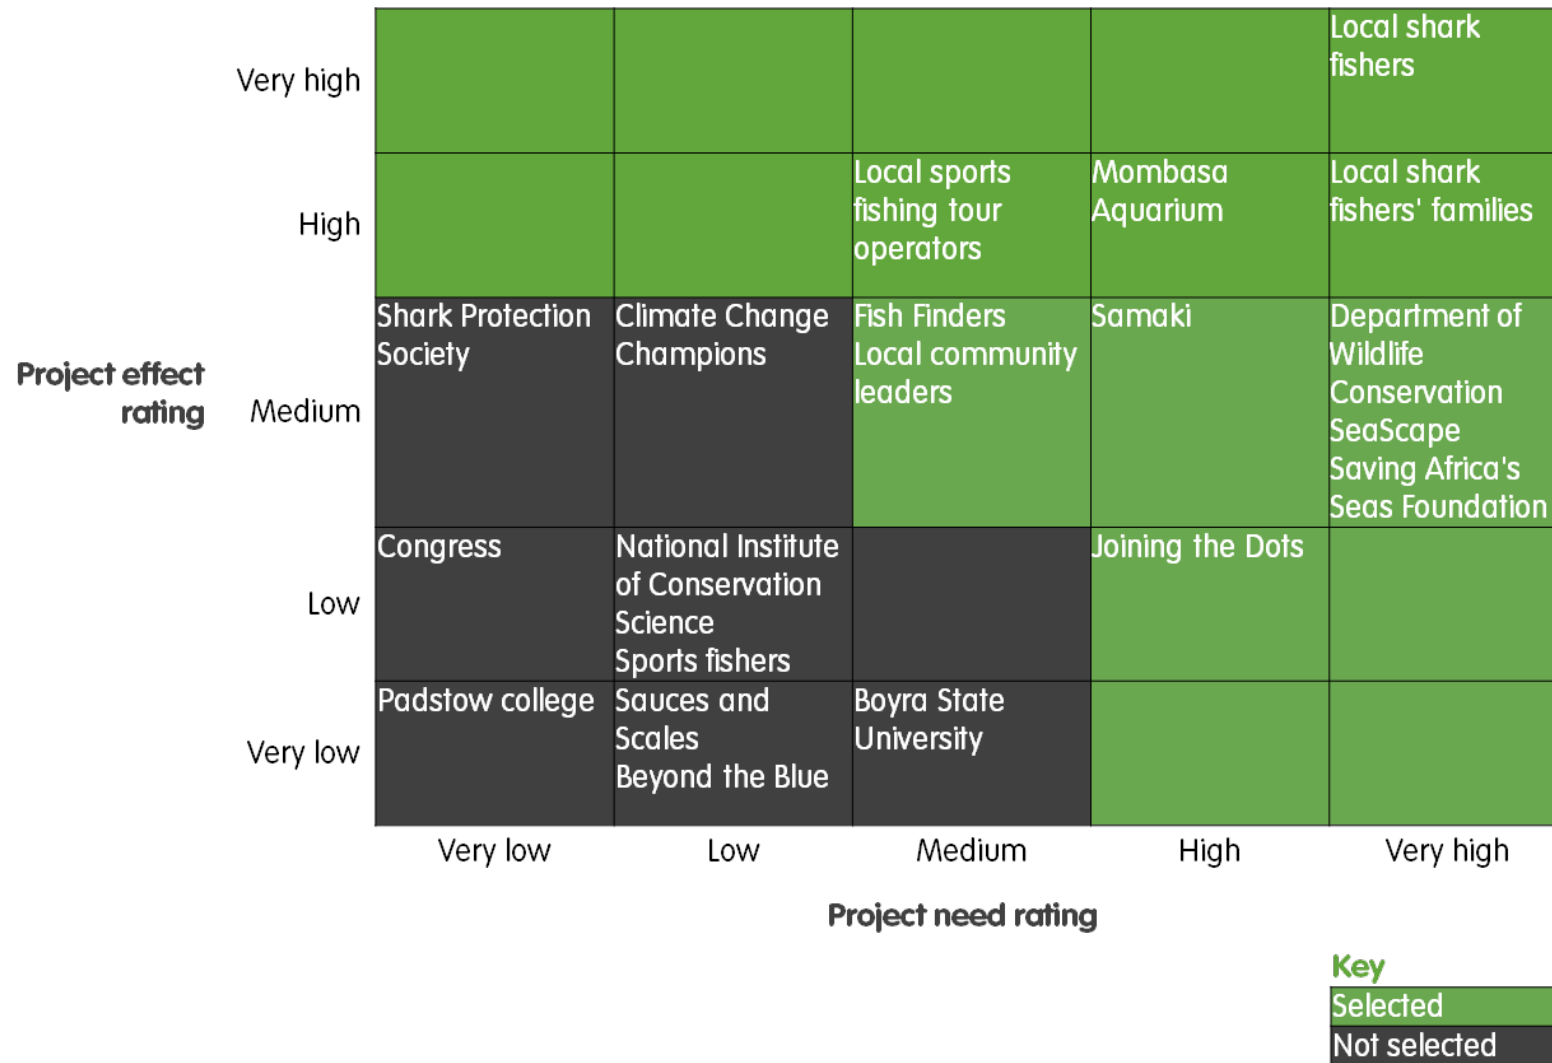 Very high
Local shark
fishers
High
Local sports
fishing tour
operators
Mombasa
Aquarium
Local shark
fishers' families
Project effect
rating
Medium
Shark Protection
Society
Climate Change
Champions
Fish Finders
Local community
leaders
Samaki
Department of
Wildlife
Conservation
SeaScape
Saving Africa's
Seas Foundation
Low
Congress
National Institute
of Conservation
Science
Sports fishers
Joining the Dots
Very low
Padstow college
Sauces and
Scales
Beyond the Blue
Boyra State
University
Very low
Low
Medium
High
Very high
Project need rating
Key
Selected
Not selected